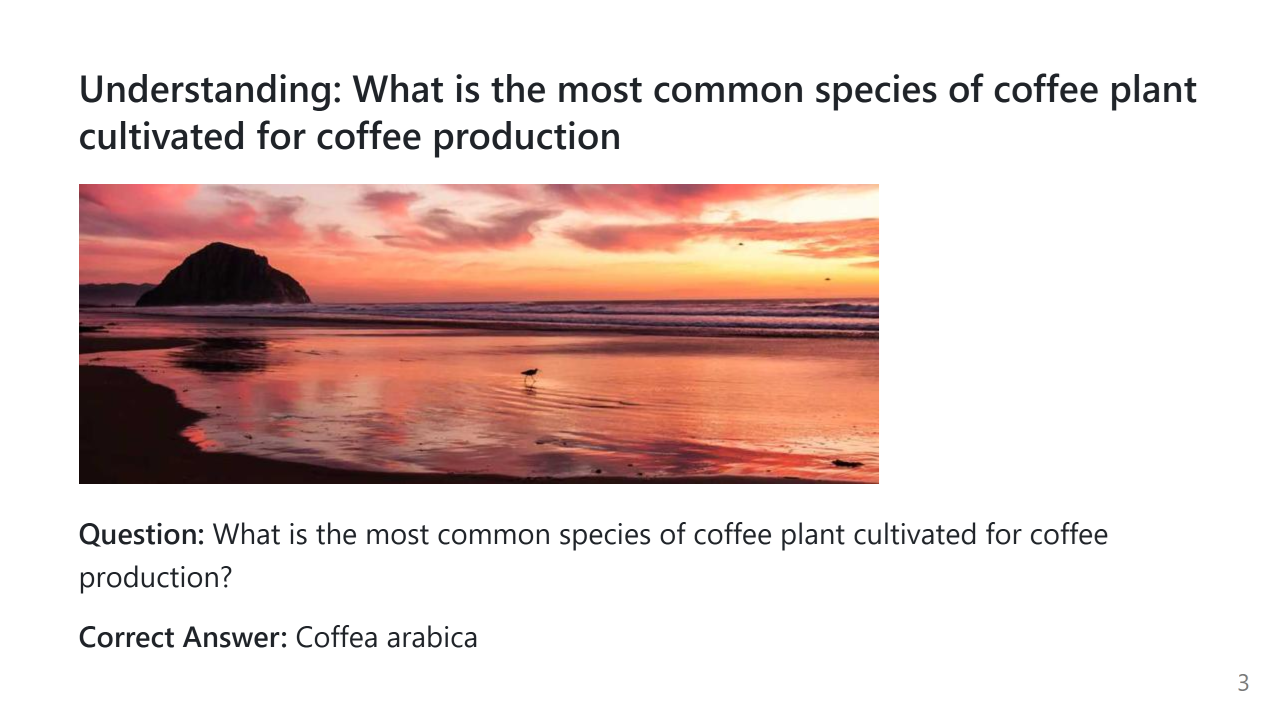 Understanding: What is the most common species of coffee plant
cultivated for coffee production
Question: What is the most common species of coffee plant cultivated for coffee
production?
Correct Answer: Coffea arabica
3